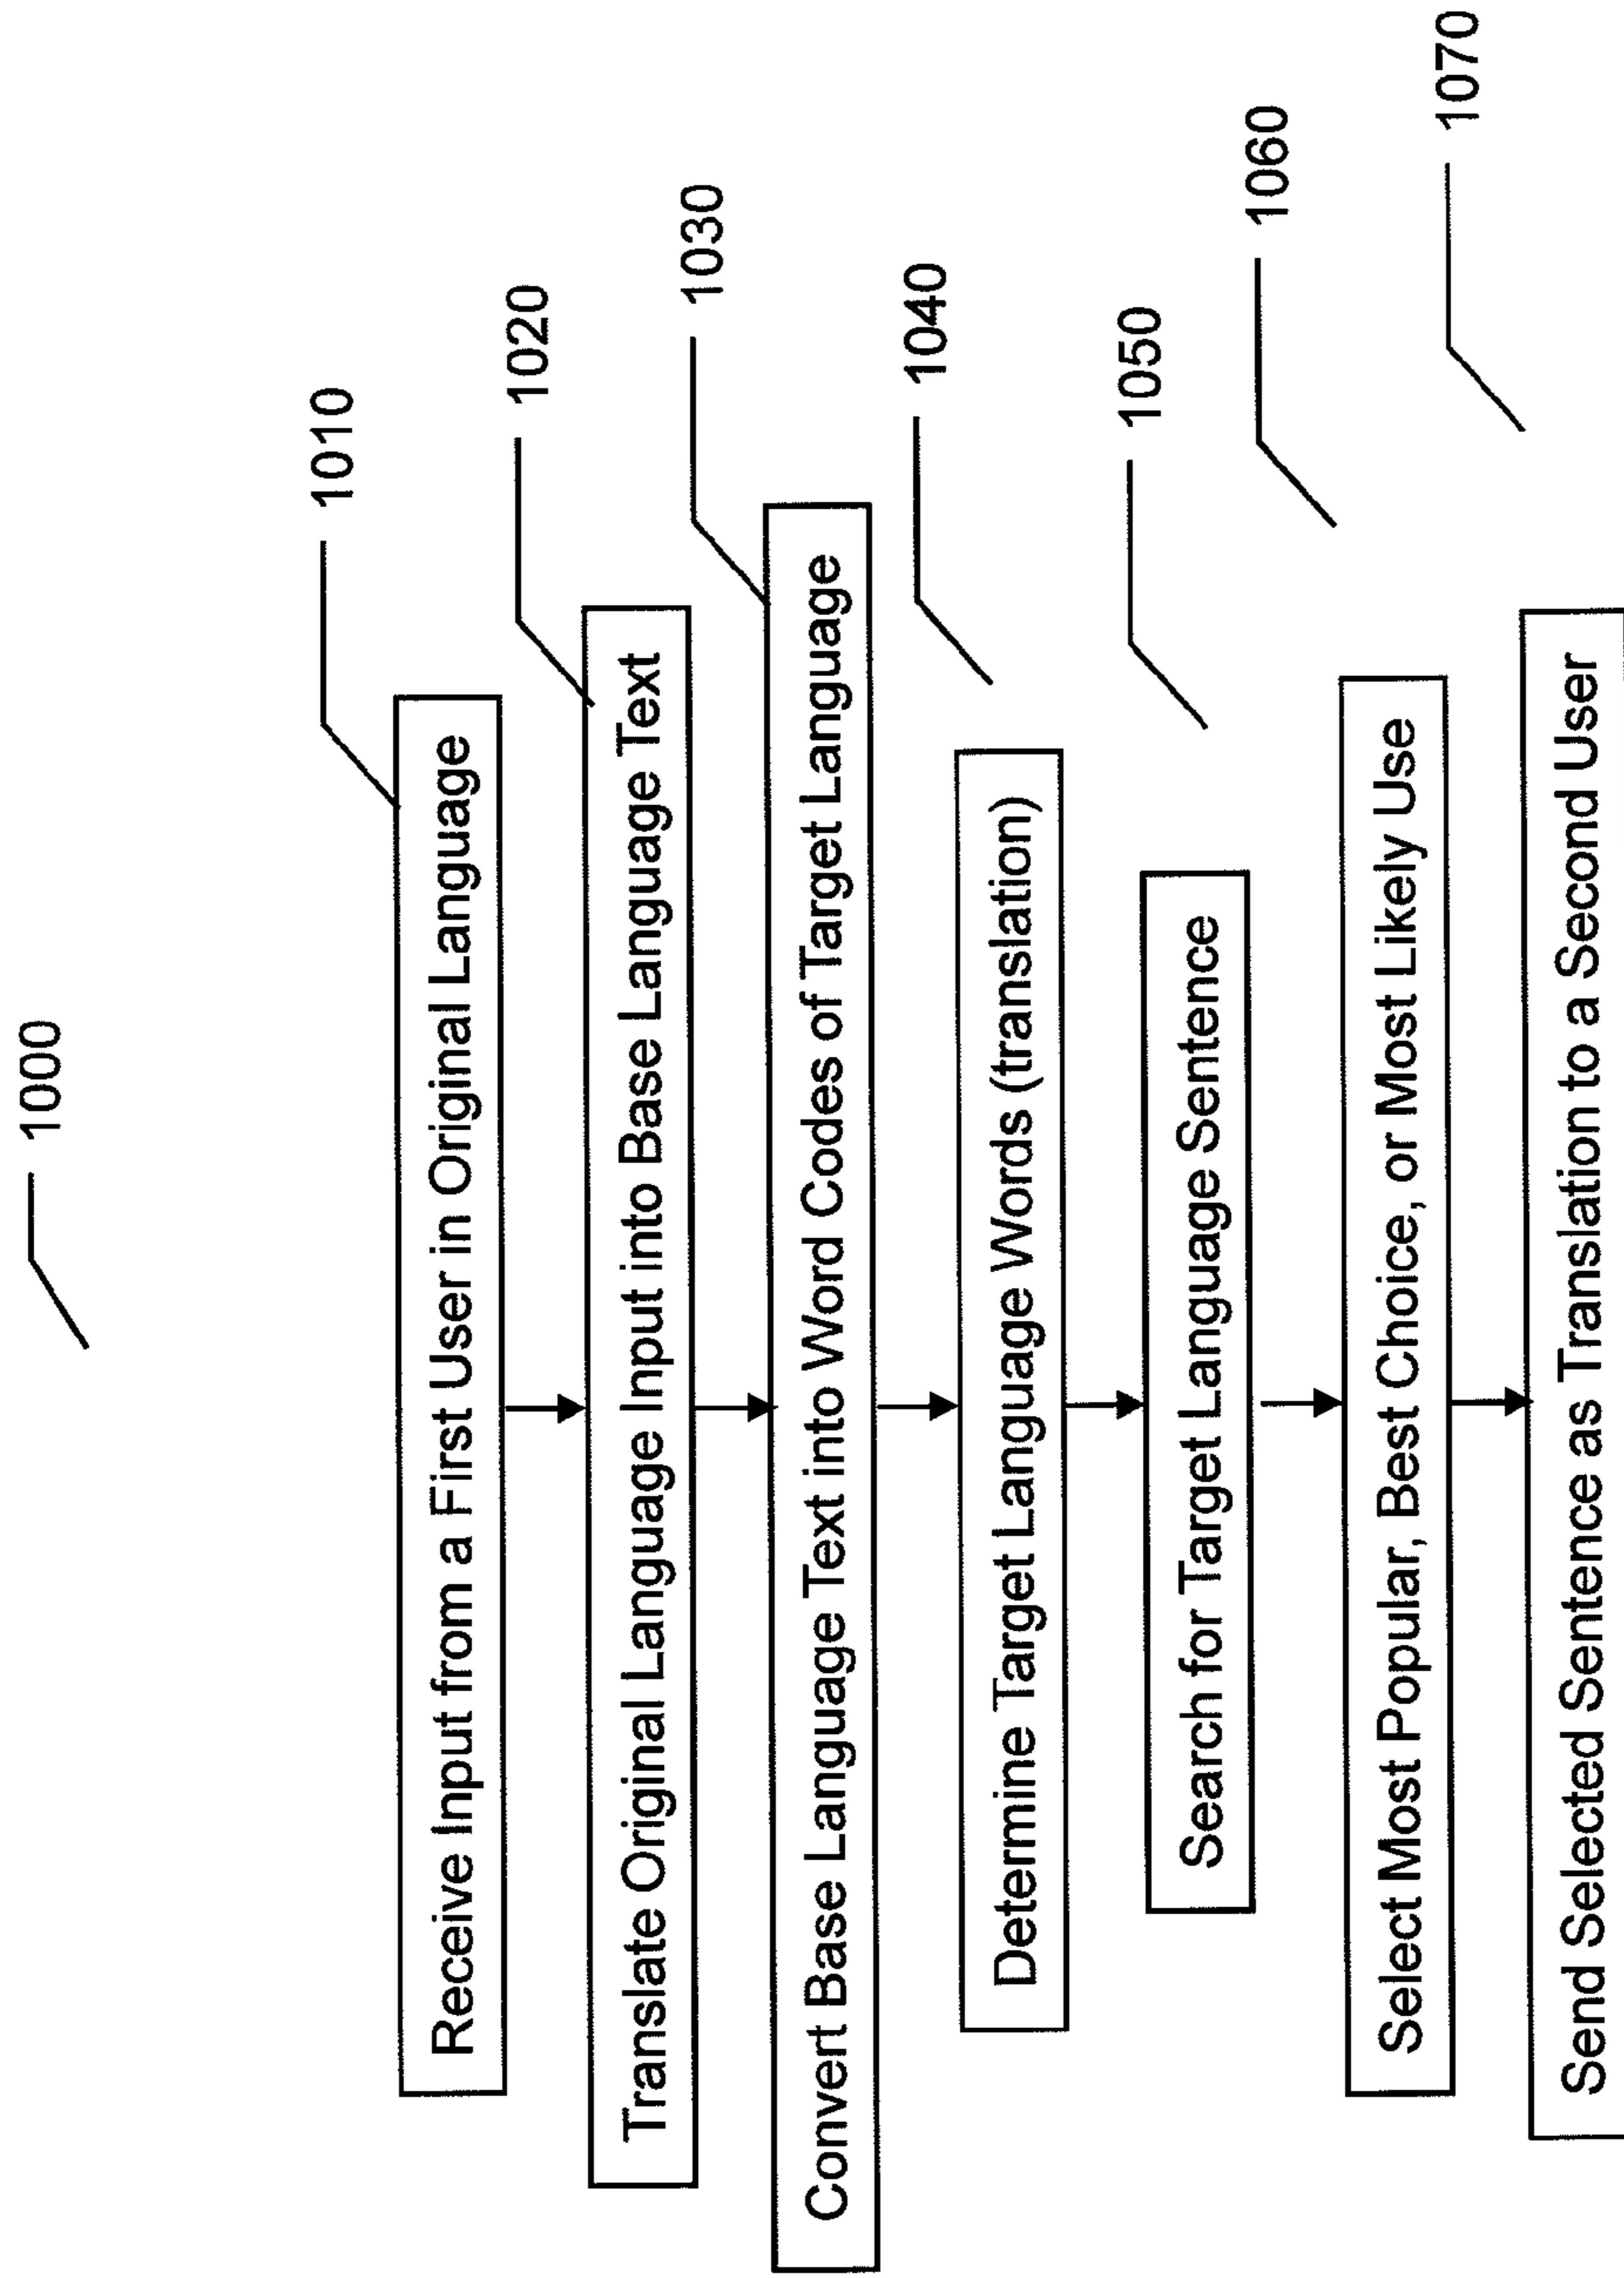 1000
1010
Receive Input from a First User in Original Language
1020
Translate Original Language Input into Base Language Text
1030
Convert Base Language Text into Word Codes of Target Language
1040
Determine Target Language Words (translation)
1050
Search for Target Language Sentence
1060
Select Most Popular, Best Choice, or Most Likely Use
1070
Send Selected Sentence as Translation to a Second User